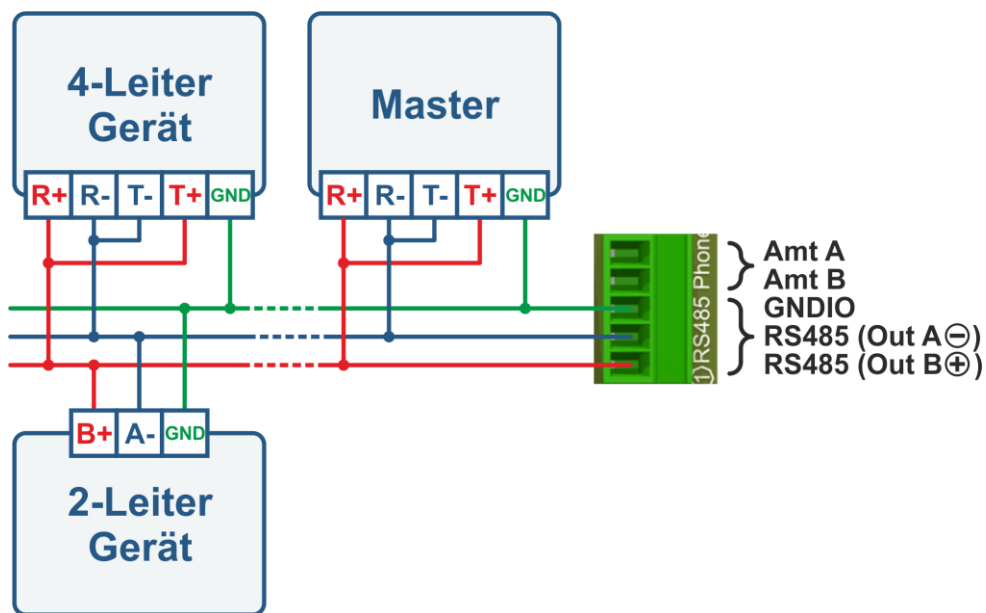 4-Leiter
Gerät
R+ R- T- T+ GND
Master
R+ R- T- T+ GND
1 RS485 Phone
Amt A
Amt B
GNDIO
RS485 (Out A⊖)
RS485 (Out B⊕)
B+ A- GND
2-Leiter
Gerät